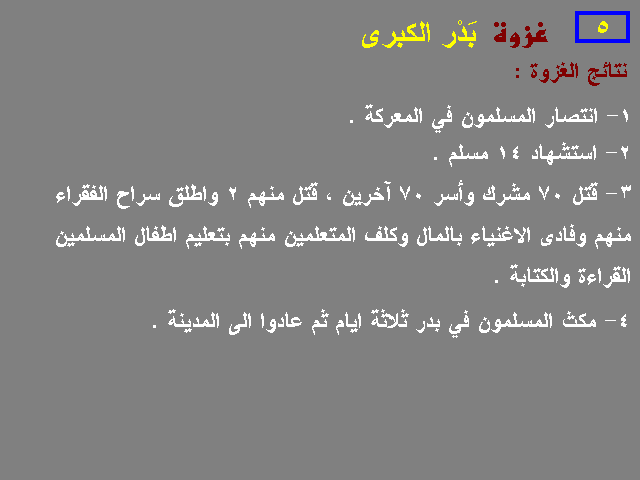 ٥
غزوة بَدْر الكبرى
نتائج الغزوة :
١- انتصار المسلمون في المعركة .
٢- استشهاد ١٤ مسلم .
٣- قتل ٧٠ مشرك وأسر ٧٠ آخرين ، قتل منهم ٢ واطلق سراح الفقراء
منهم وفادى الاغنياء بالمال وكلف المتعلمين منهم بتعليم اطفال المسلمين
القراءة والكتابة .
٤- مكث المسلمون في بدر ثلاثة ايام ثم عادوا الى المدينة .